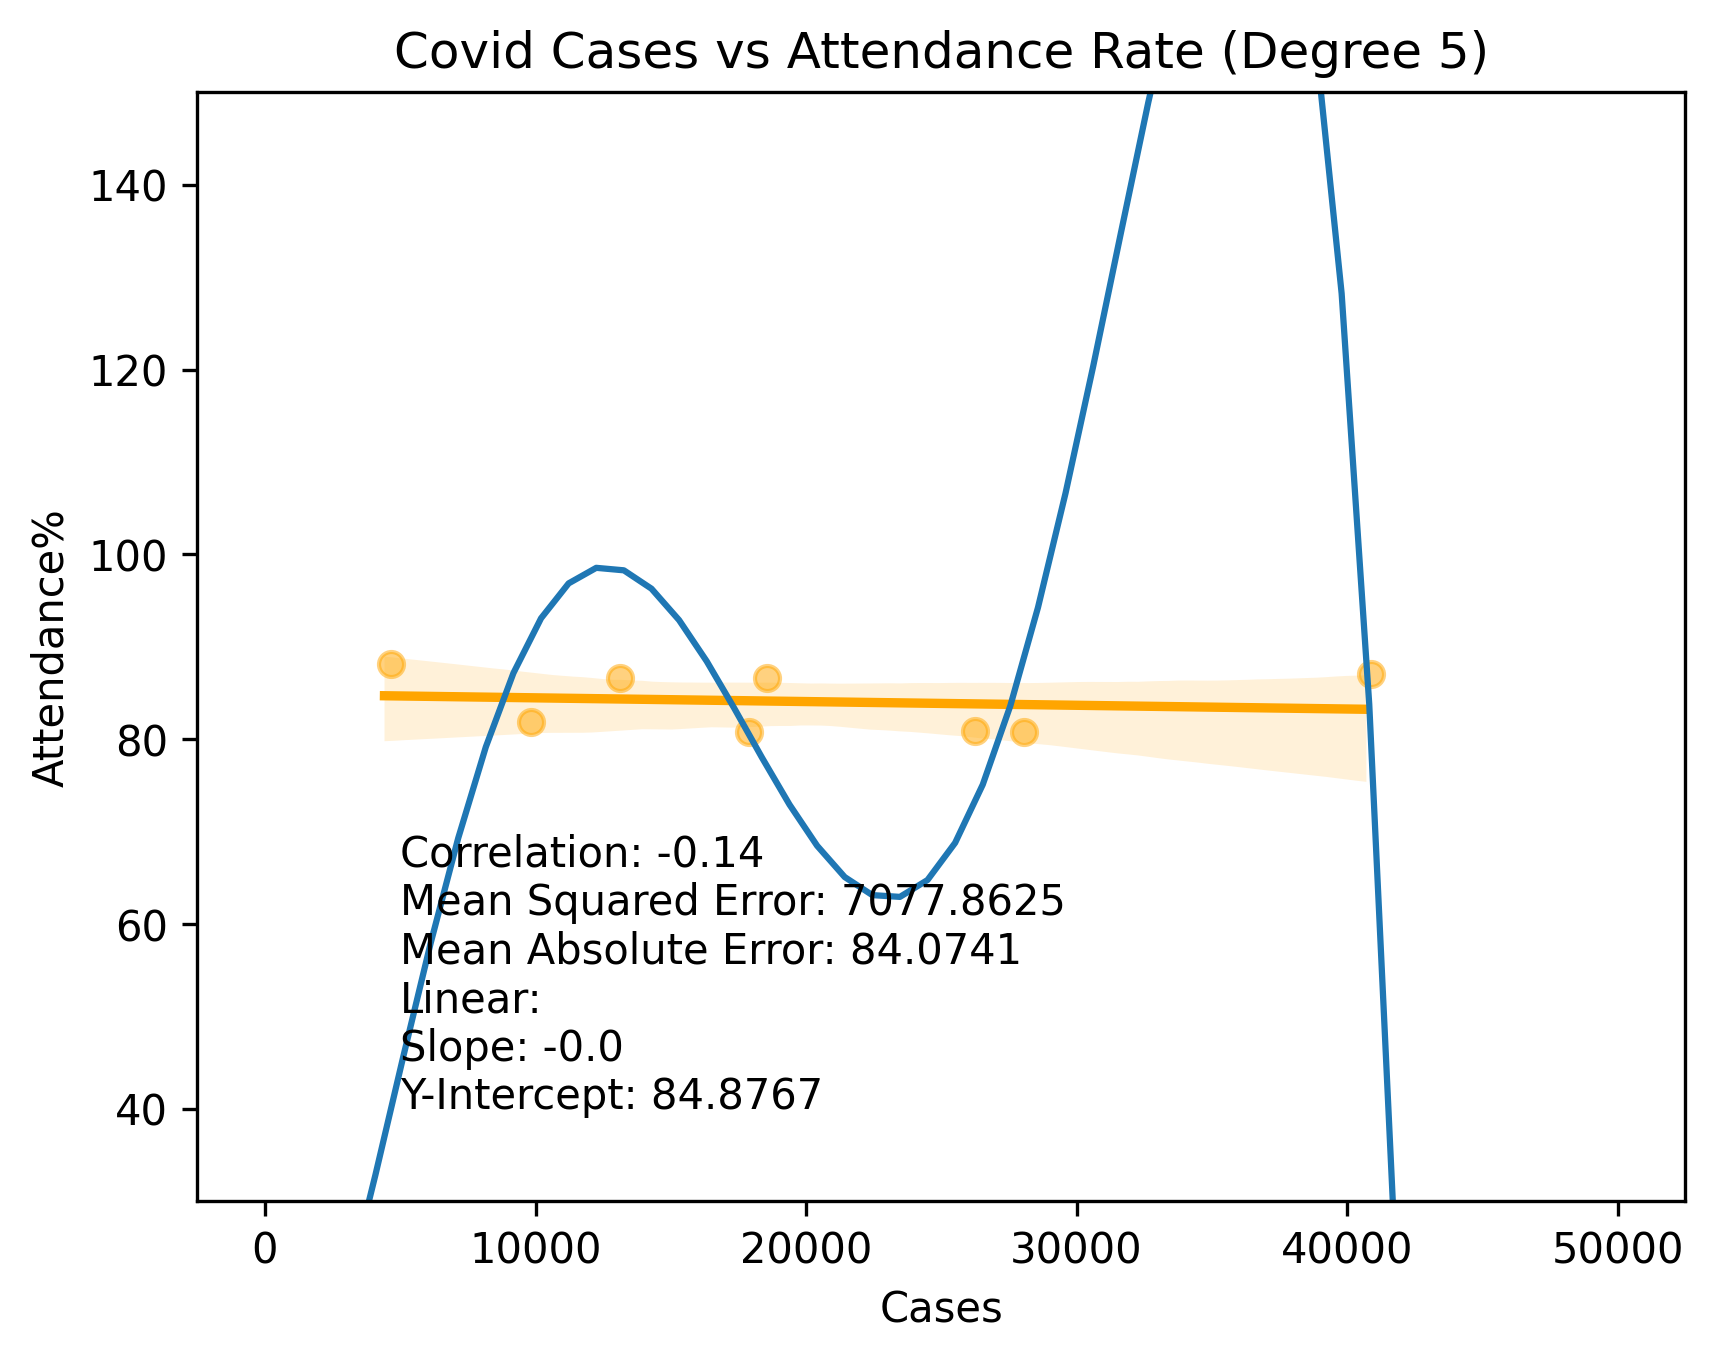 Covid Cases vs Attendance Rate (Degree 5)
140
120
100
80
60
40
Attendance%
Correlation: -0.14
Mean Squared Error: 7077.8625
Mean Absolute Error: 84.0741
Linear:
Slope: -0.0
Y-Intercept: 84.8767
0 10000 20000 30000 40000 50000
Cases